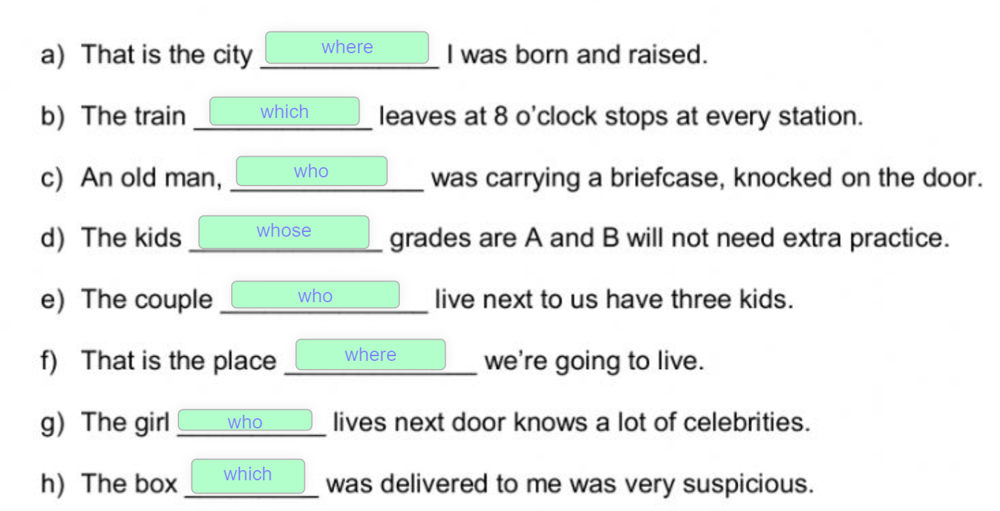 a) That is the city where I was born and raised.
b) The train which leaves at 8 o'clock stops at every station.
c) An old man, who was carrying a briefcase, knocked on the door.
d) The kids whose grades are A and B will not need extra practice.
e) The couple who live next to us have three kids.
f) That is the place where we're going to live.
g) The girl who lives next door knows a lot of celebrities.
h) The box which was delivered to me was very suspicious.